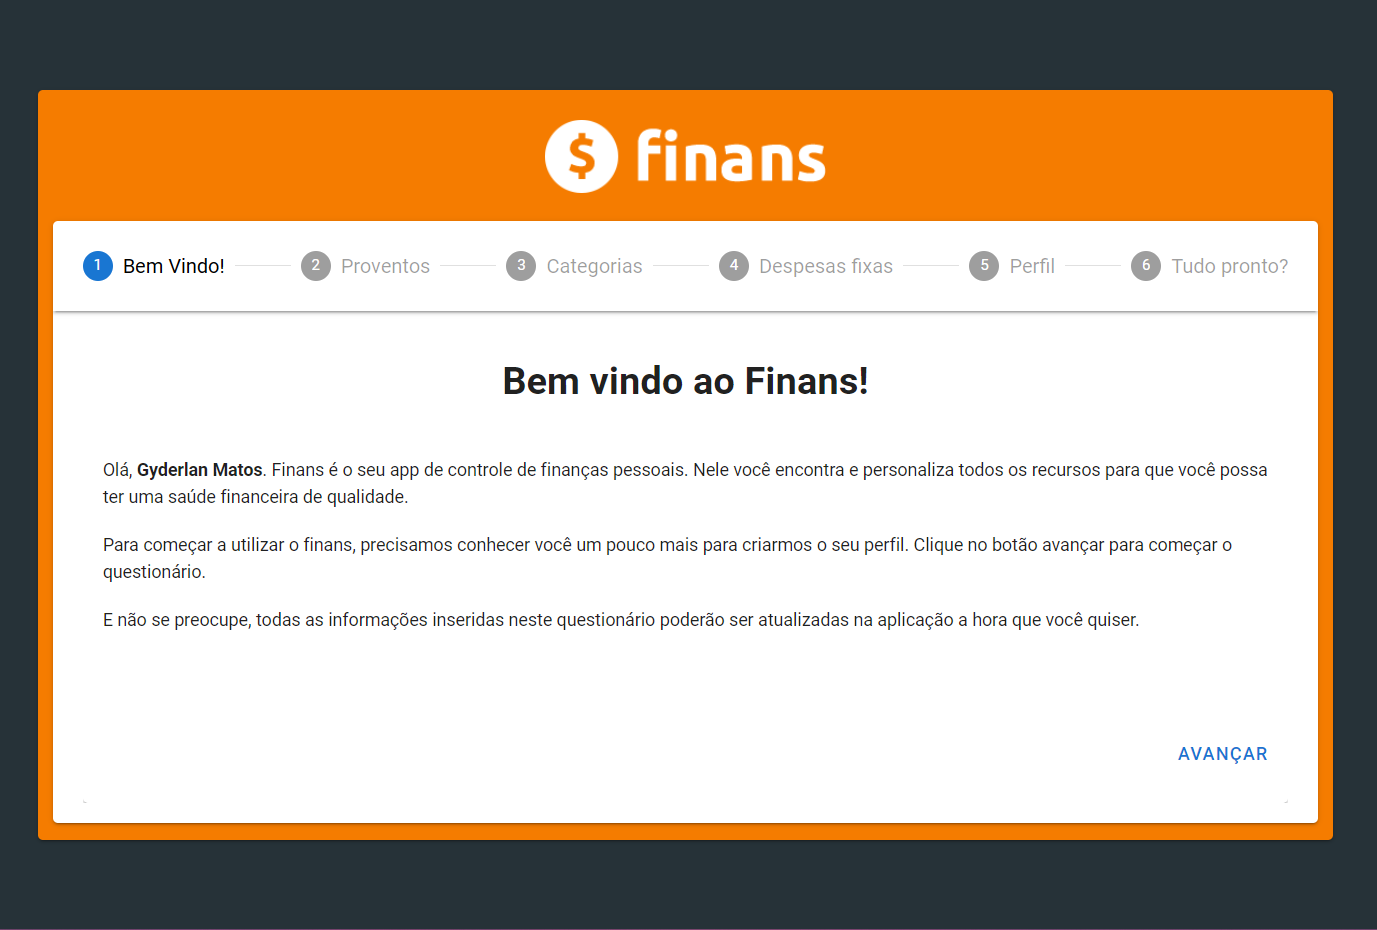 $ finans
1 Bem Vindo! 2 Proventos 3 Categorias 4 Despesas fixas 5 Perfil 6 Tudo pronto?
Bem vindo ao Finans!
Olá, Gyderlan Matos. Finans é o seu app de controle de finanças pessoais. Nele você encontra e personaliza todos os recursos para que você possa
ter uma saúde financeira de qualidade.
Para começar a utilizar o finans, precisamos conhecer você um pouco mais para criarmos o seu perfil. Clique no botão avançar para começar o
questionário.
E não se preocupe, todas as informações inseridas neste questionário poderão ser atualizadas na aplicação a hora que você quiser.
AVANÇAR